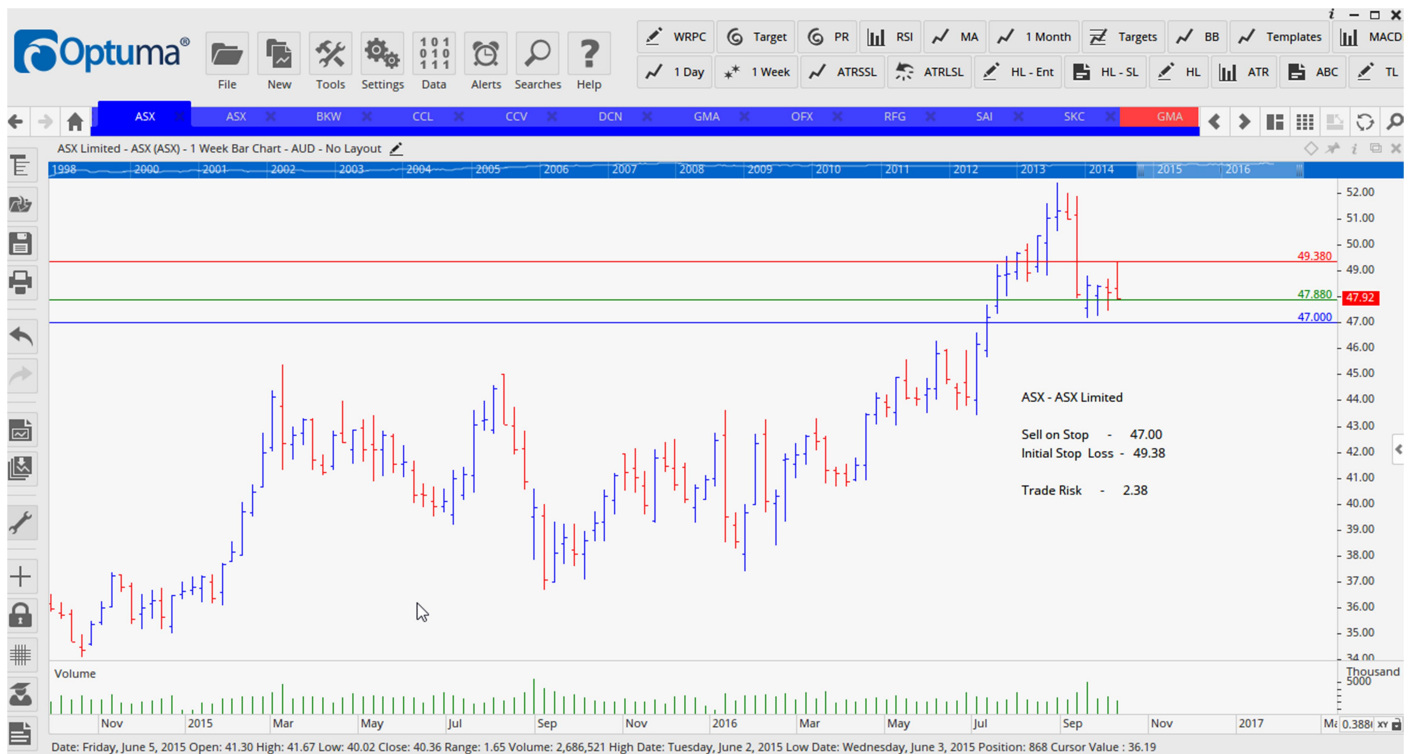 i
Optuma®
File
New
Tools
Settings
101
010
111
Data
Alerts
Searches
?
Help
WRPC
Target
PR
RSI
MA
1 Month
Targets
BB
Templates
MACD
1 Day
1 Week
ATRSSL
ATRLSL
HL - Ent
HL - SL
HL
ATR
ABC
TL
ASX
ASX
BKW
CCL
CCV
DCN
GMA
OFX
RFG
SAI
SKC
GMA
ASX Limited - ASX (ASX) - 1 Week Bar Chart - AUD - No Layout
i
1998 2000 2001 2002 2003 2004 2005 2006 2007 2008 2009 2010 2011 2012 2013 2014 2015 2016
52.00
51.00
50.00
49.380
49.00
47.880
47.92
47.000
47.00
46.00
45.00
44.00
43.00
42.00
41.00
40.00
39.00
38.00
37.00
36.00
35.00
34.00
ASX - ASX Limited
Sell on Stop - 47.00
Initial Stop Loss - 49.38
Trade Risk - 2.38
Volume
Thousand
5000
Nov 2015 Mar May Jul Sep Nov 2016 Mar May Jul Sep Nov 2017
XY
Date: Friday, June 5, 2015 Open: 41.30 High: 41.67 Low: 40.02 Close: 40.36 Range: 1.65 Volume: 2,686,521 High Date: Tuesday, June 2, 2015 Low Date: Wednesday, June 3, 2015 Position: 868 Cursor Value : 36.19